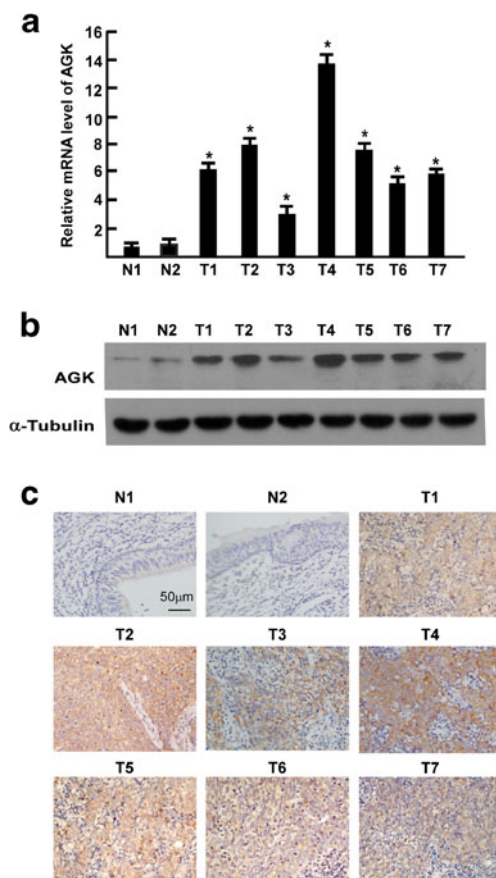 a
Relative mRNA level of AGK
16
14
12
10
8
6
4
2
* * * * * * *
N1 N2 T1 T2 T3 T4 T5 T6 T7
b
N1 N2 T1 T2 T3 T4 T5 T6 T7
AGK
α-Tubulin
c
N1 N2 T1
50μm
T2 T3 T4
T5 T6 T7